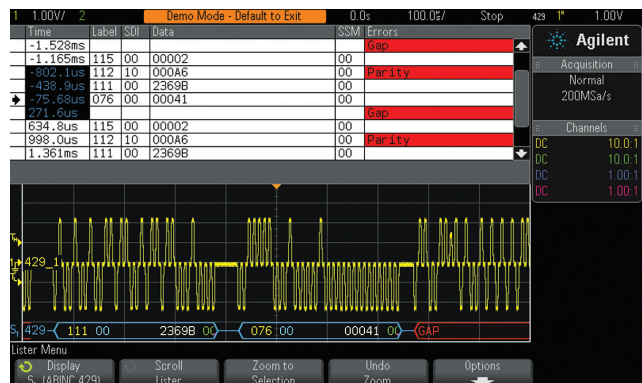 1 1.00V/ 2 Demo Mode - Default to Exit 0.0s 100.0%/ Stop 429 1" 1.00V
Time Label SDI Data SSM Errors
-1.528ms Gap
-1.165ms 115 00 00002 00
-802.1us 112 10 000A6 00 Parity
-438.9us 111 00 2369B 00
-75.68us 076 00 00041 00
271.6us Gap
634.8us 115 00 00002 00
998.0us 112 10 000A6 00 Parity
1.361ms 111 00 2369B 00
Agilent
Acquisition
Normal
200MSa/s
Channels
DC 10.0:1
DC 10.0:1
DC 1.00:1
DC 1.00:1
429_1
S1 429 111 00 2369B 00 076 00 00041 00 GAP
Lister Menu
Display Scroll Zoom to Undo Options
S1 (ARINC 429) Lister Selection Zoom